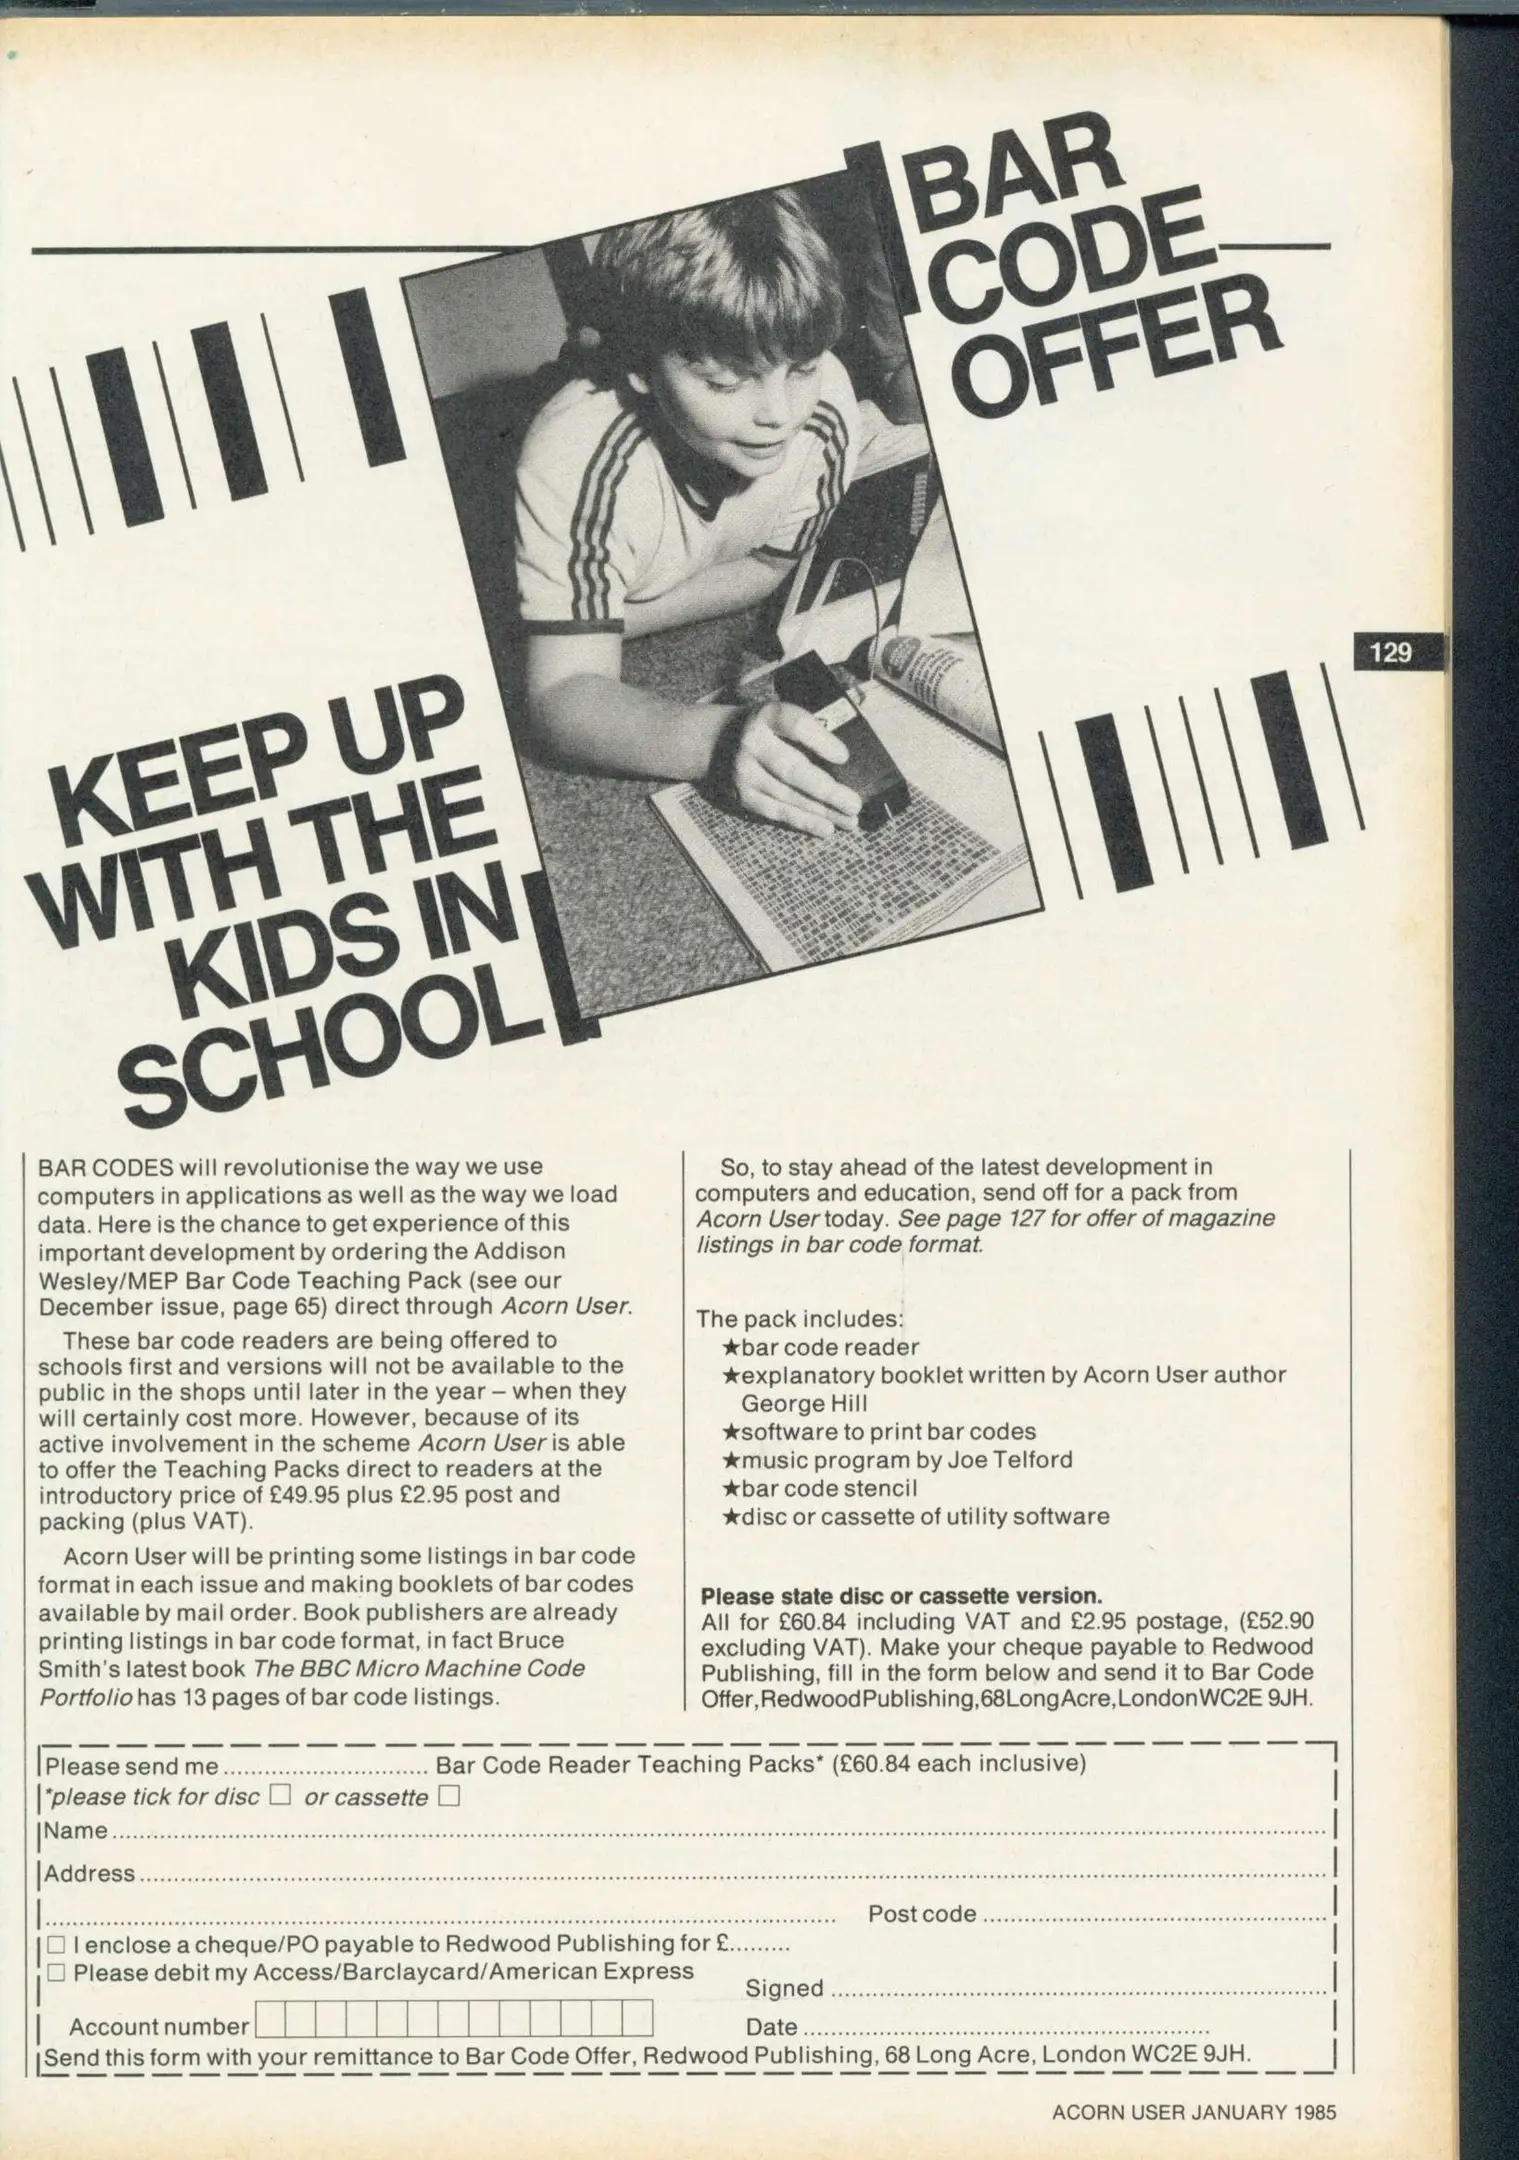 BAR
CODE
OFFER
129
KEEP UP
WITH THE
KIDS IN
SCHOOL
BAR CODES will revolutionise the way we use
computers in applications as well as the way we load
data. Here is the chance to get experience of this
important development by ordering the Addison
Wesley/MEP Bar Code Teaching Pack (see our
December issue, page 65) direct through Acorn User.
These bar code readers are being offered to
schools first and versions will not be available to the
public in the shops until later in the year – when they
will certainly cost more. However, because of its
active involvement in the scheme Acorn User is able
to offer the Teaching Packs direct to readers at the
introductory price of £49.95 plus £2.95 post and
packing (plus VAT).
Acorn User will be printing some listings in bar code
format in each issue and making booklets of bar codes
available by mail order. Book publishers are already
printing listings in bar code format, in fact Bruce
Smith's latest book The BBC Micro Machine Code
Portfolio has 13 pages of bar code listings.
So, to stay ahead of the latest development in
computers and education, send off for a pack from
Acorn User today. See page 127 for offer of magazine
listings in bar code format.
The pack includes:
★bar code reader
★explanatory booklet written by Acorn User author
George Hill
★software to print bar codes
★music program by Joe Telford
★bar code stencil
★disc or cassette of utility software
Please state disc or cassette version.
All for £60.84 including VAT and £2.95 postage, (£52.90
excluding VAT). Make your cheque payable to Redwood
Publishing, fill in the form below and send it to Bar Code
Offer, Redwood Publishing, 68 Long Acre, London WC2E 9JH.
Please send me .............................. Bar Code Reader Teaching Packs* (£60.84 each inclusive)
*please tick for disc □ or cassette □
Name
Address
Post code
□ I enclose a cheque/PO payable to Redwood Publishing for £.........
□ Please debit my Access/Barclaycard/American Express
Signed
Account number
Date
Send this form with your remittance to Bar Code Offer, Redwood Publishing, 68 Long Acre, London WC2E 9JH.
ACORN USER JANUARY 1985